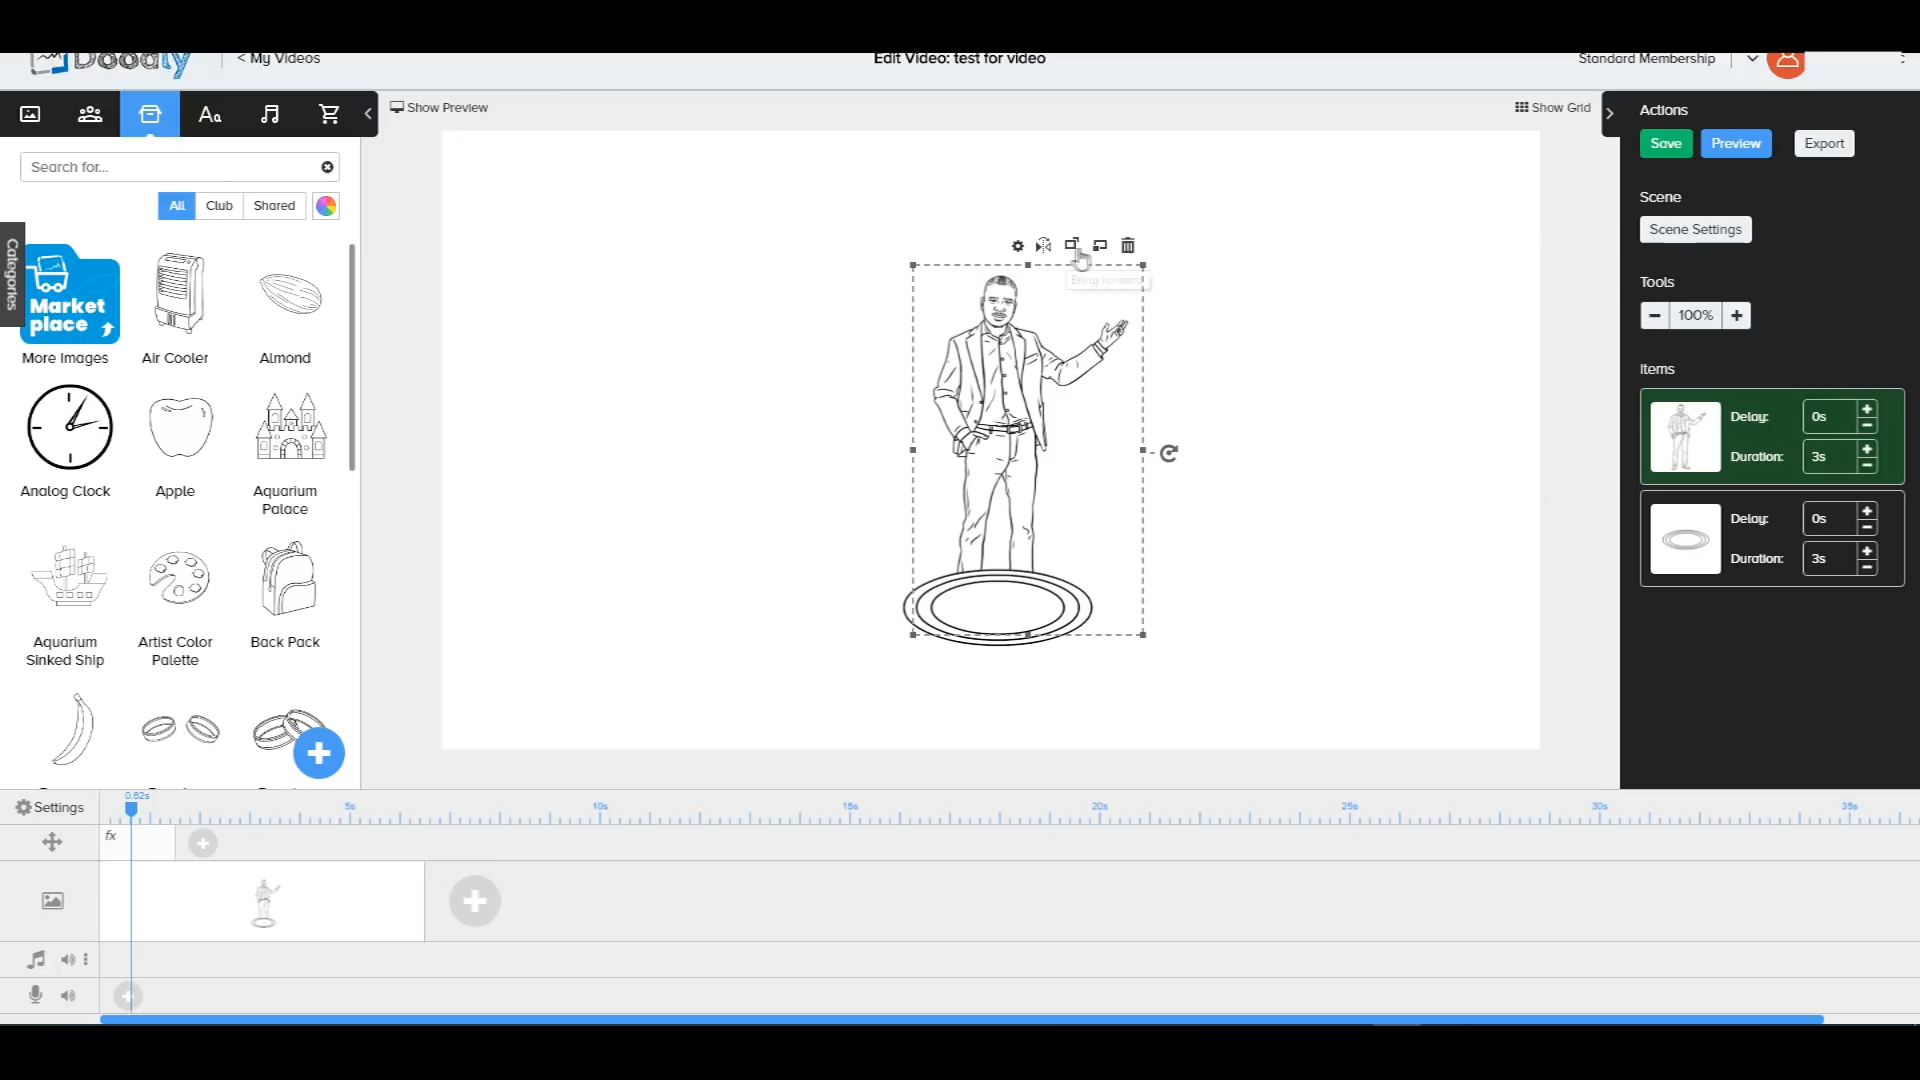 Doodly
< My Videos
Edit Video: test for video
Standard Membership
Show Preview
Show Grid
Actions
Save
Preview
Export
Search for...
All
Club
Shared
Categories
Market
place
More Images
Air Cooler
Almond
Analog Clock
Apple
Aquarium
Palace
Aquarium
Sinked Ship
Artist Color
Palette
Back Pack
Bring forward
Scene
Scene Settings
Tools
100%
Items
Delay:
0s
Duration:
3s
Delay:
0s
Duration:
3s
Settings
0.62s
5s
10s
15s
20s
25s
30s
35s
fx